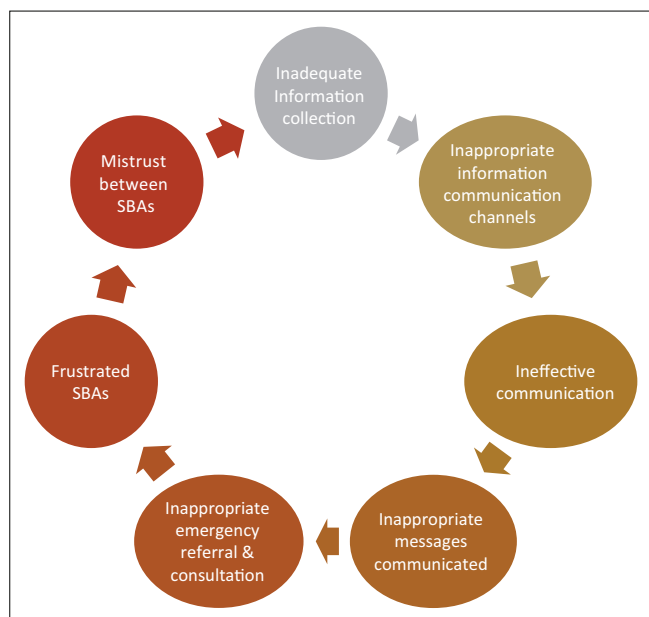 Inadequate
Information
collection
Inappropriate
information
communication
channels
Ineffective
communication
Inappropriate
messages
communicated
Inappropriate
emergency
referral &
consultation
Frustrated
SBAs
Mistrust
between
SBAs